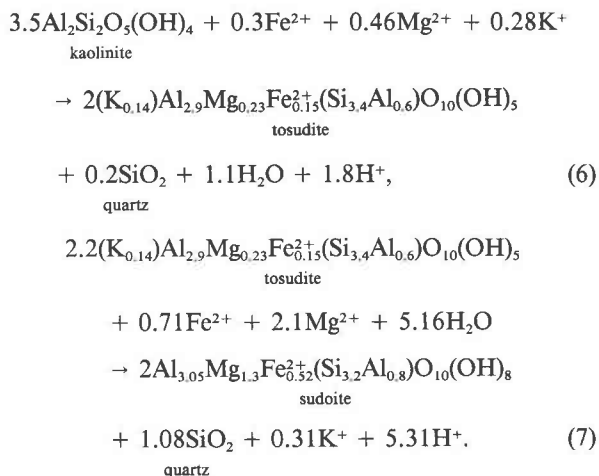 3.5Al₂Si₂O₅(OH)₄ + 0.3Fe²⁺ + 0.46Mg²⁺ + 0.28K⁺
kaolinite
→ 2(K₀.₁₄)Al₂.₉Mg₀.₂₃Fe²⁺₀.₁₅(Si₃.₄Al₀.₆)O₁₀(OH)₅
tosudite
+ 0.2SiO₂ + 1.1H₂O + 1.8H⁺, (6)
quartz
2.2(K₀.₁₄)Al₂.₉Mg₀.₂₃Fe²⁺₀.₁₅(Si₃.₄Al₀.₆)O₁₀(OH)₅
tosudite
+ 0.71Fe²⁺ + 2.1Mg²⁺ + 5.16H₂O
→ 2Al₃.₀₅Mg₁.₃Fe²⁺₀.₅₂(Si₃.₂Al₀.₈)O₁₀(OH)₈
sudoite
+ 1.08SiO₂ + 0.31K⁺ + 5.31H⁺. (7)
quartz